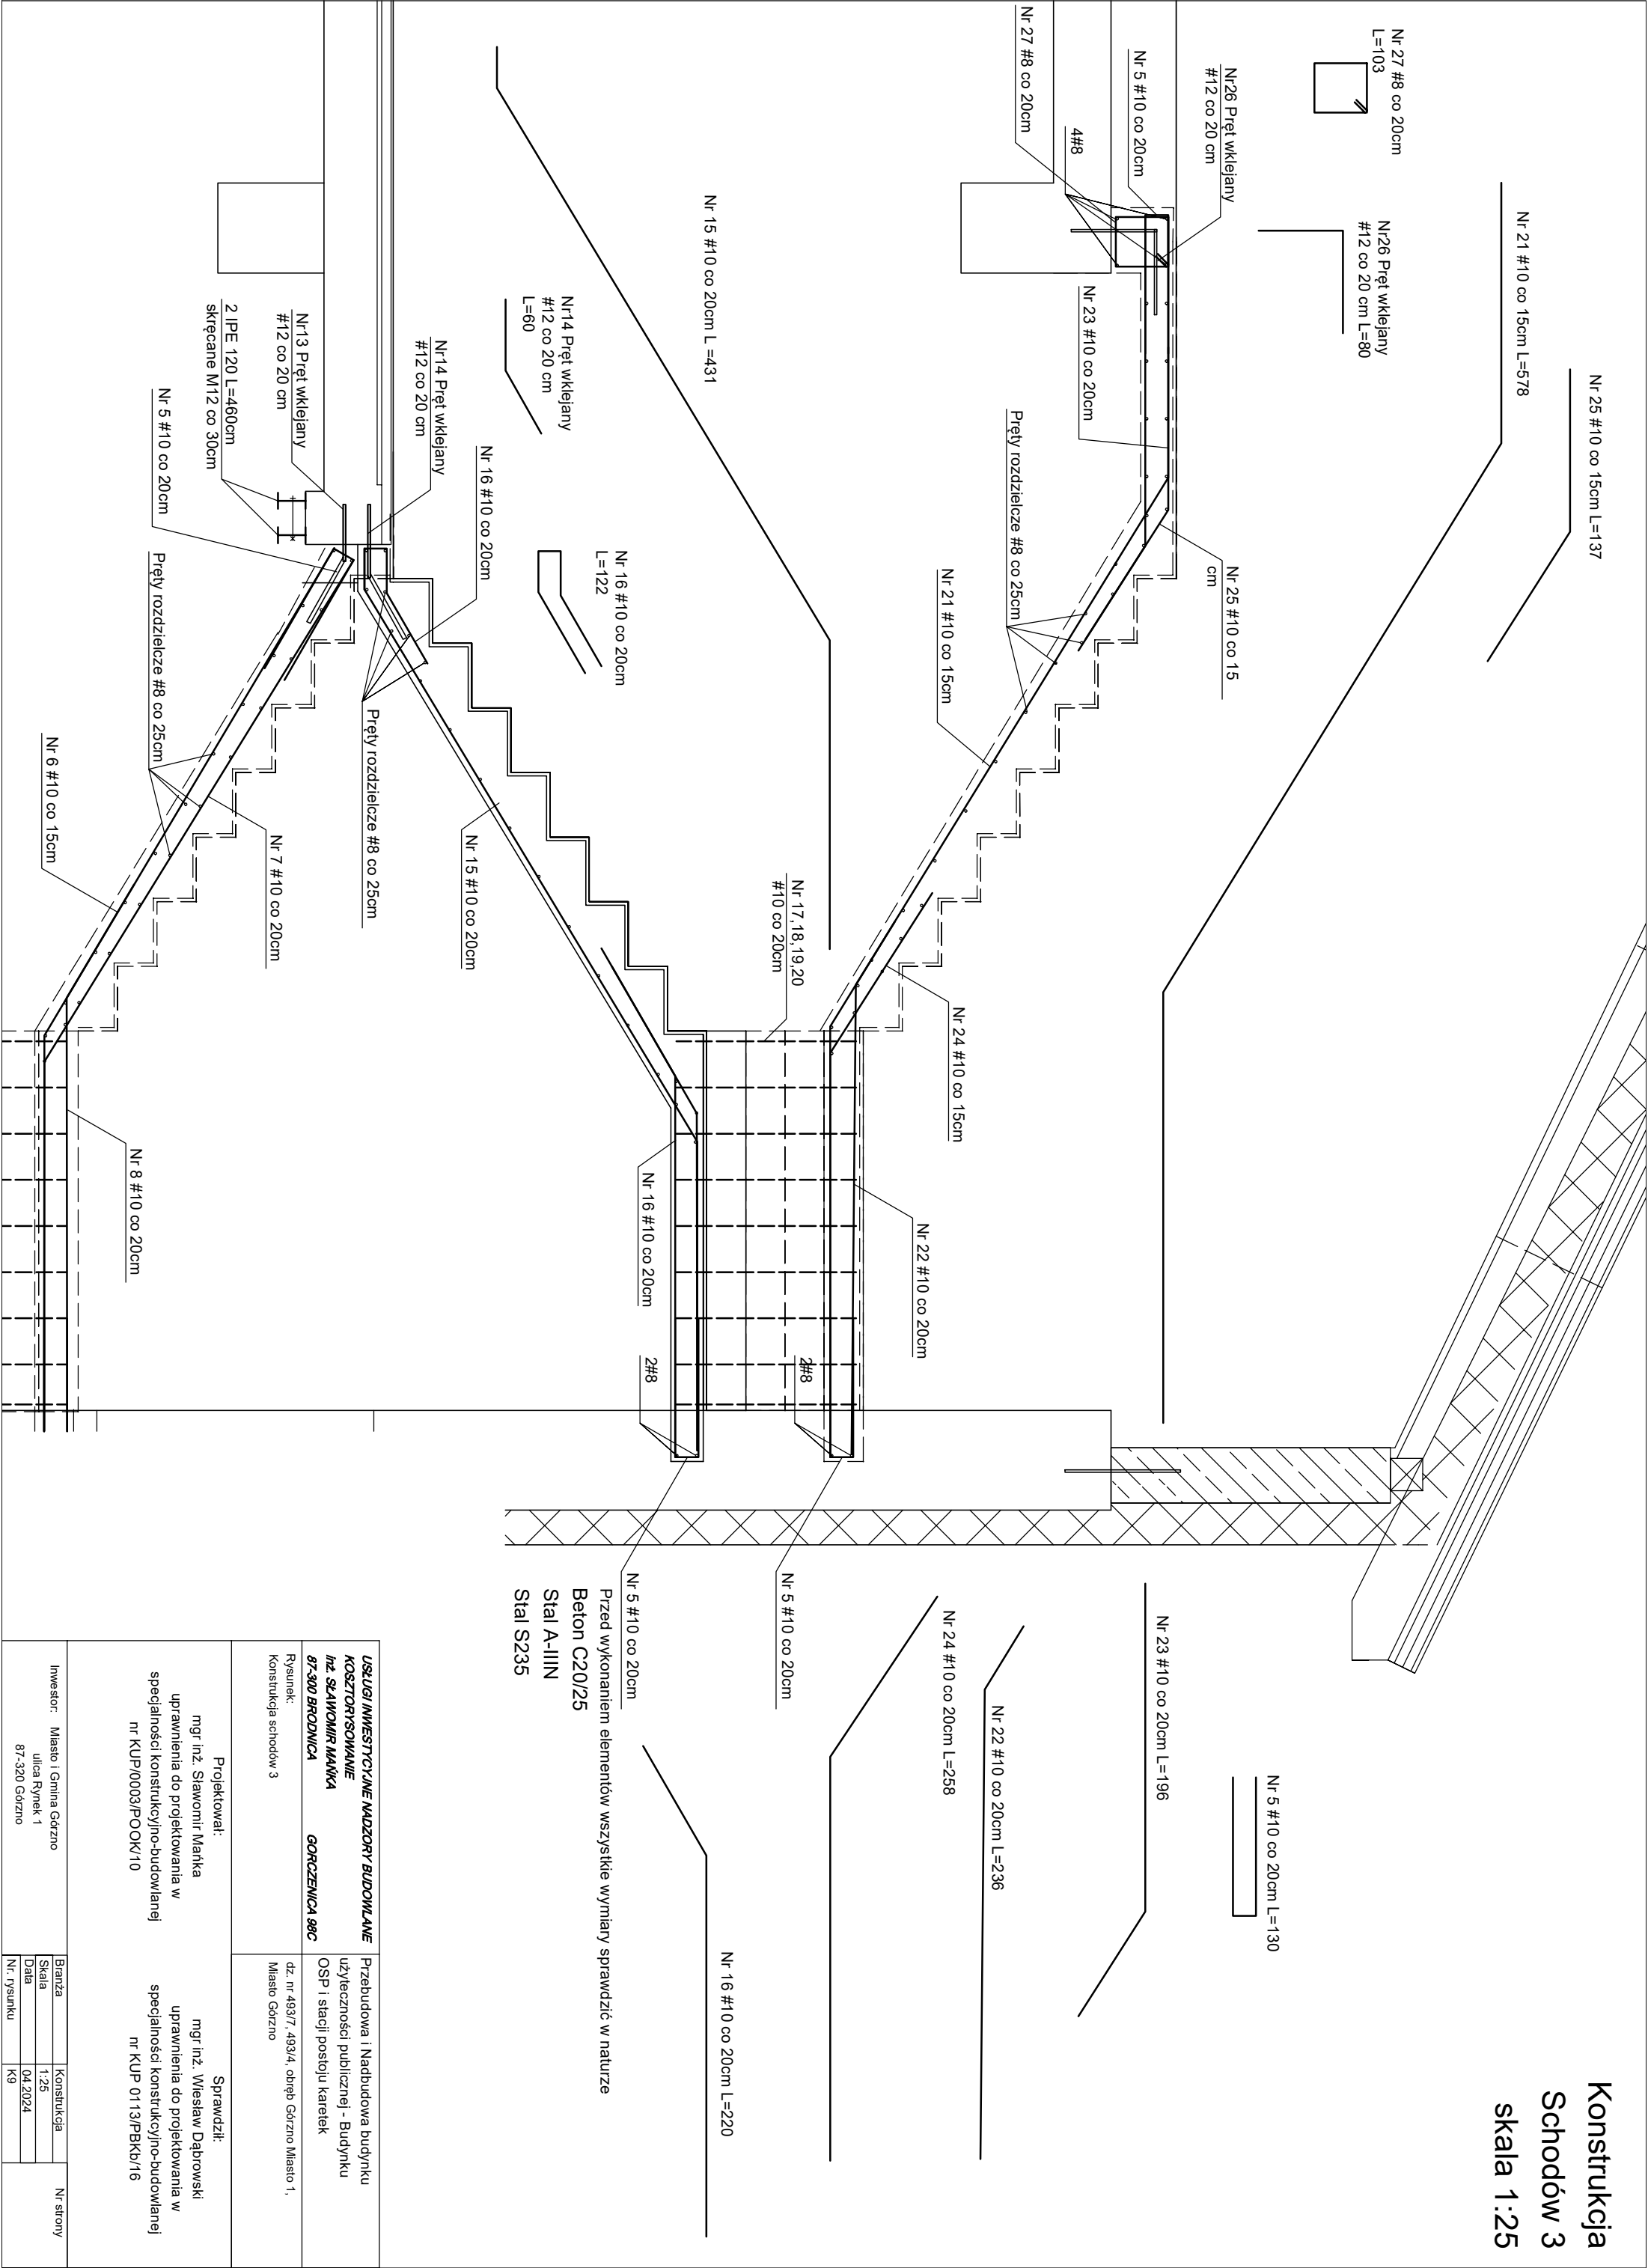 Konstrukcja
Schodów 3
skala 1:25
Nr 27 #8 co 20cm
L=103
Nr26 Pręt wklejany
#12 co 20 cm L=80
Nr 21 #10 co 15cm L=578
Nr 25 #10 co 15cm L=137
Nr26 Pręt wklejany
#12 co 20 cm
Nr 5 #10 co 20cm
4#8
Nr 27 #8 co 20cm
Nr 23 #10 co 20cm
Pręty rozdzielcze #8 co 25cm
Nr 25 #10 co 15
cm
Nr 21 #10 co 15cm
Nr 24 #10 co 15cm
Nr 22 #10 co 20cm
2#8
Nr 5 #10 co 20cm
Nr 5 #10 co 20cm L=130
Nr 23 #10 co 20cm L=196
Nr 22 #10 co 20cm L=236
Nr 24 #10 co 20cm L=258
Nr 16 #10 co 20cm L=220
Nr 15 #10 co 20cm L =431
Nr 17,18,19,20
#10 co 20cm
Nr14 Pręt wklejany
#12 co 20 cm
L=60
Nr 16 #10 co 20cm
L=122
Nr14 Pręt wklejany
#12 co 20 cm
Nr 16 #10 co 20cm
Nr13 Pręt wklejany
#12 co 20 cm
2 IPE 120 L=460cm
skręcane M12 co 30cm
Nr 5 #10 co 20cm
Pręty rozdzielcze #8 co 25cm
Nr 15 #10 co 20cm
Nr 16 #10 co 20cm
2#8
Nr 5 #10 co 20cm
Pręty rozdzielcze #8 co 25cm
Nr 7 #10 co 20cm
Nr 6 #10 co 15cm
Nr 8 #10 co 20cm
Przed wykonaniem elementów wszystkie wymiary sprawdzić w naturze
Beton C20/25
Stal A-IIIN
Stal S235
USŁUGI INWESTYCYJNE NADZORY BUDOWLANE
KOSZTORYSOWANIE
inż. SŁAWOMIR MAŃKA
87-300 BRODNICA GORCZENICA 98C
Przebudowa i Nadbudowa budynku
użyteczności publicznej - Budynku
OSP i stacji postoju karetek
Rysunek:
Konstrukcja schodów 3
dz. nr 493/7, 493/4, obręb Górzno Miasto 1,
Miasto Górzno
Projektował:
mgr inż. Sławomir Mańka
uprawnienia do projektowania w
specjalności konstrukcyjno-budowlanej
nr KUP/0003/POOK/10
Sprawdził:
mgr inż. Wiesław Dąbrowski
uprawnienia do projektowania w
specjalności konstrukcyjno-budowlanej
nr KUP 0113/PBKb/16
Inwestor: Miasto i Gmina Górzno
ulica Rynek 1
87-320 Górzno
Branża Konstrukcja
Skala 1:25
Data 04.2024
Nr. rysunku K9
Nr strony